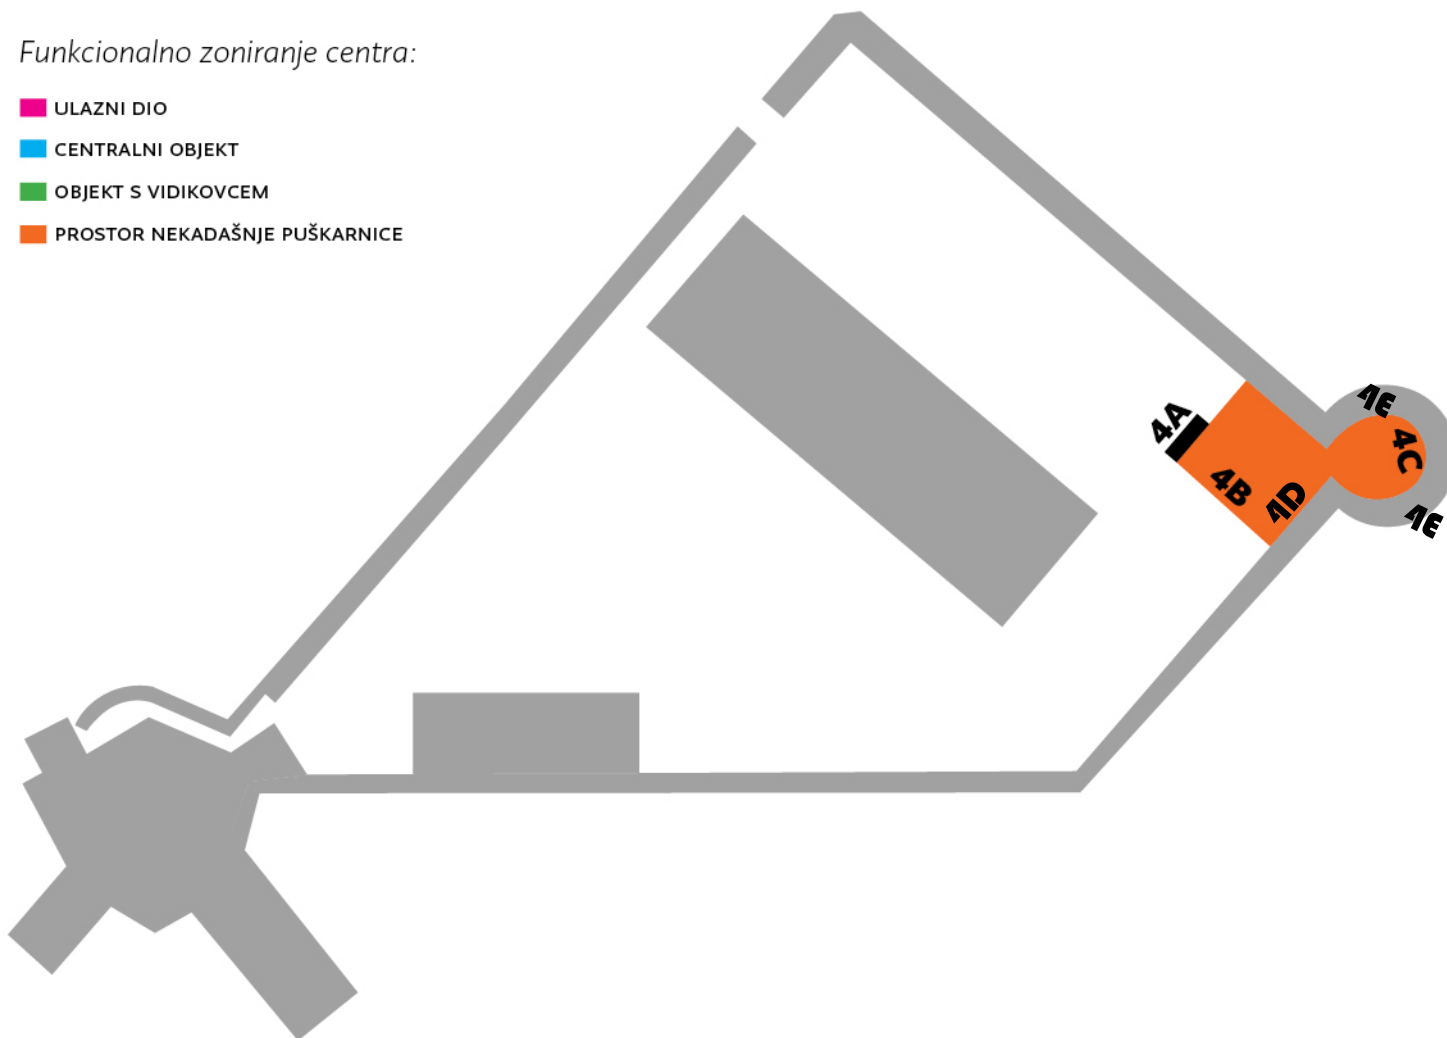 Funkcionalno zoniranje centra:
ULAZNI DIO
CENTRALNI OBJEKT
OBJEKT S VIDIKOVCEM
PROSTOR NEKADAŠNJE PUŠKARNICE
4A
4B
4D
4C
4E
4E